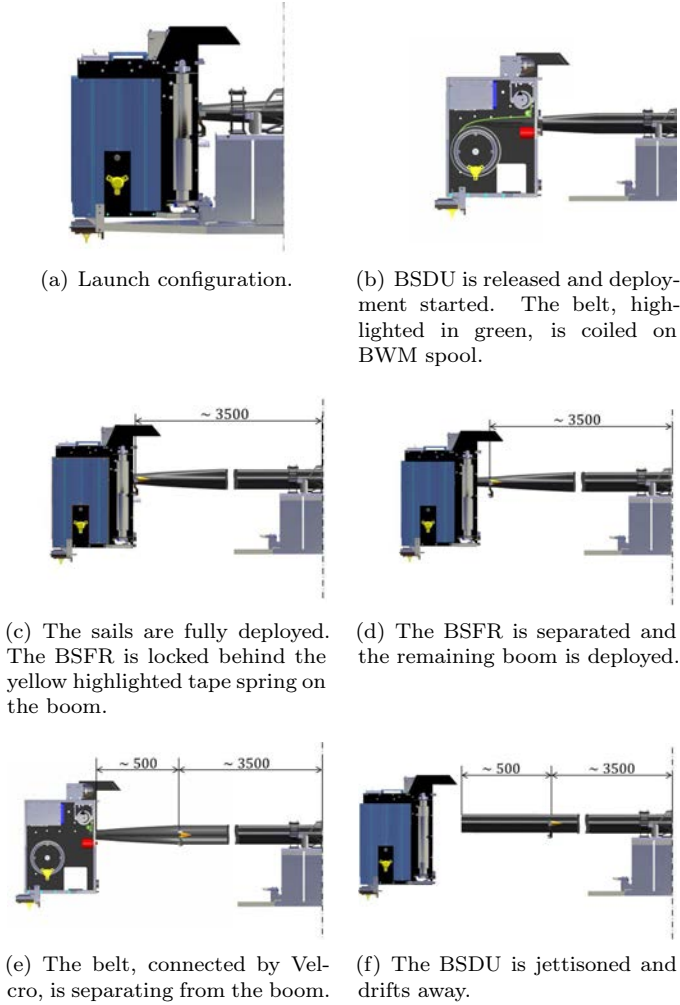 (a) Launch configuration.
(b) BSDU is released and deploy-
ment started. The belt, high-
lighted in green, is coiled on
BWM spool.
~ 3500
~ 3500
(c) The sails are fully deployed.
The BSFR is locked behind the
yellow highlighted tape spring on
the boom.
(d) The BSFR is separated and
the remaining boom is deployed.
~ 500
~ 3500
~ 500
~ 3500
(e) The belt, connected by Vel-
cro, is separating from the boom.
(f) The BSDU is jettisoned and
drifts away.